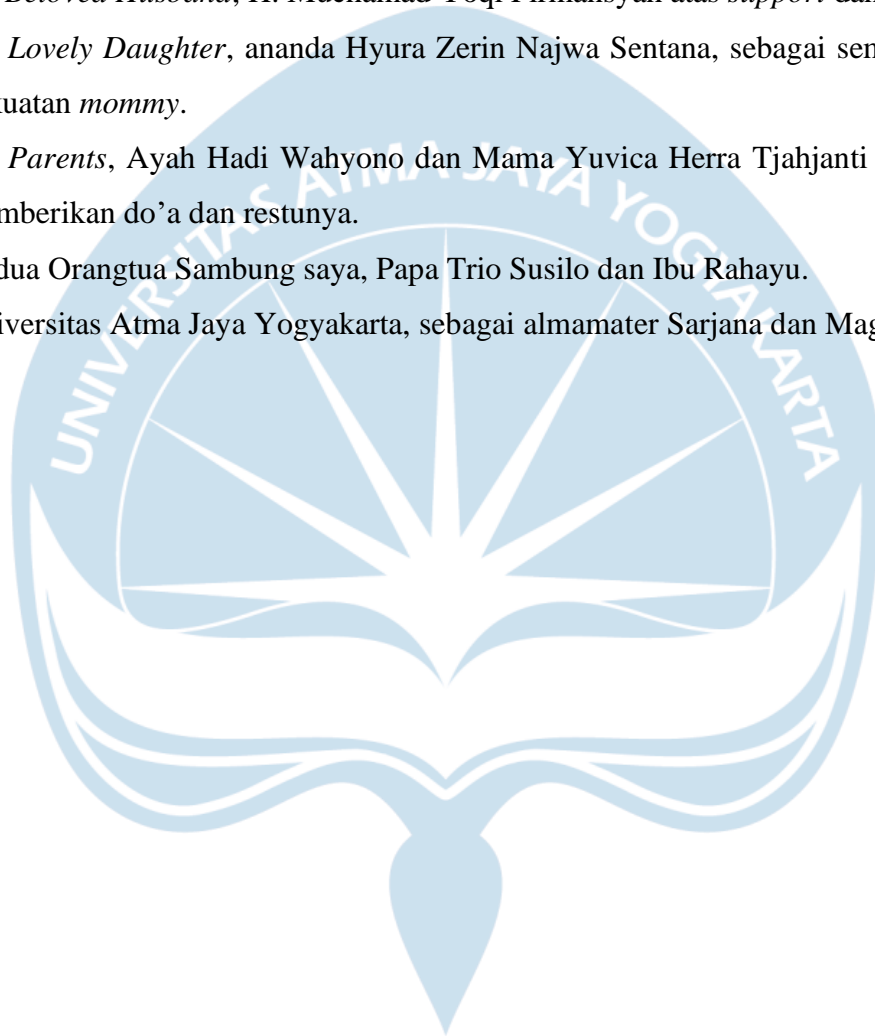 Beloved Husband, H. Muchamad Yoqi Firmansyah atas support dan
Lovely Daughter, ananda Hyura Zerin Najwa Sentana, sebagai sem
kuatan mommy.
Parents, Ayah Hadi Wahyono dan Mama Yuvica Herra Tjahjanti
mberikan do’a dan restunya.
dua Orangtua Sambung saya, Papa Trio Susilo dan Ibu Rahayu.
iversitas Atma Jaya Yogyakarta, sebagai almamater Sarjana dan Mag
UNIVERSITAS ATMA JAYA YOGYAKARTA